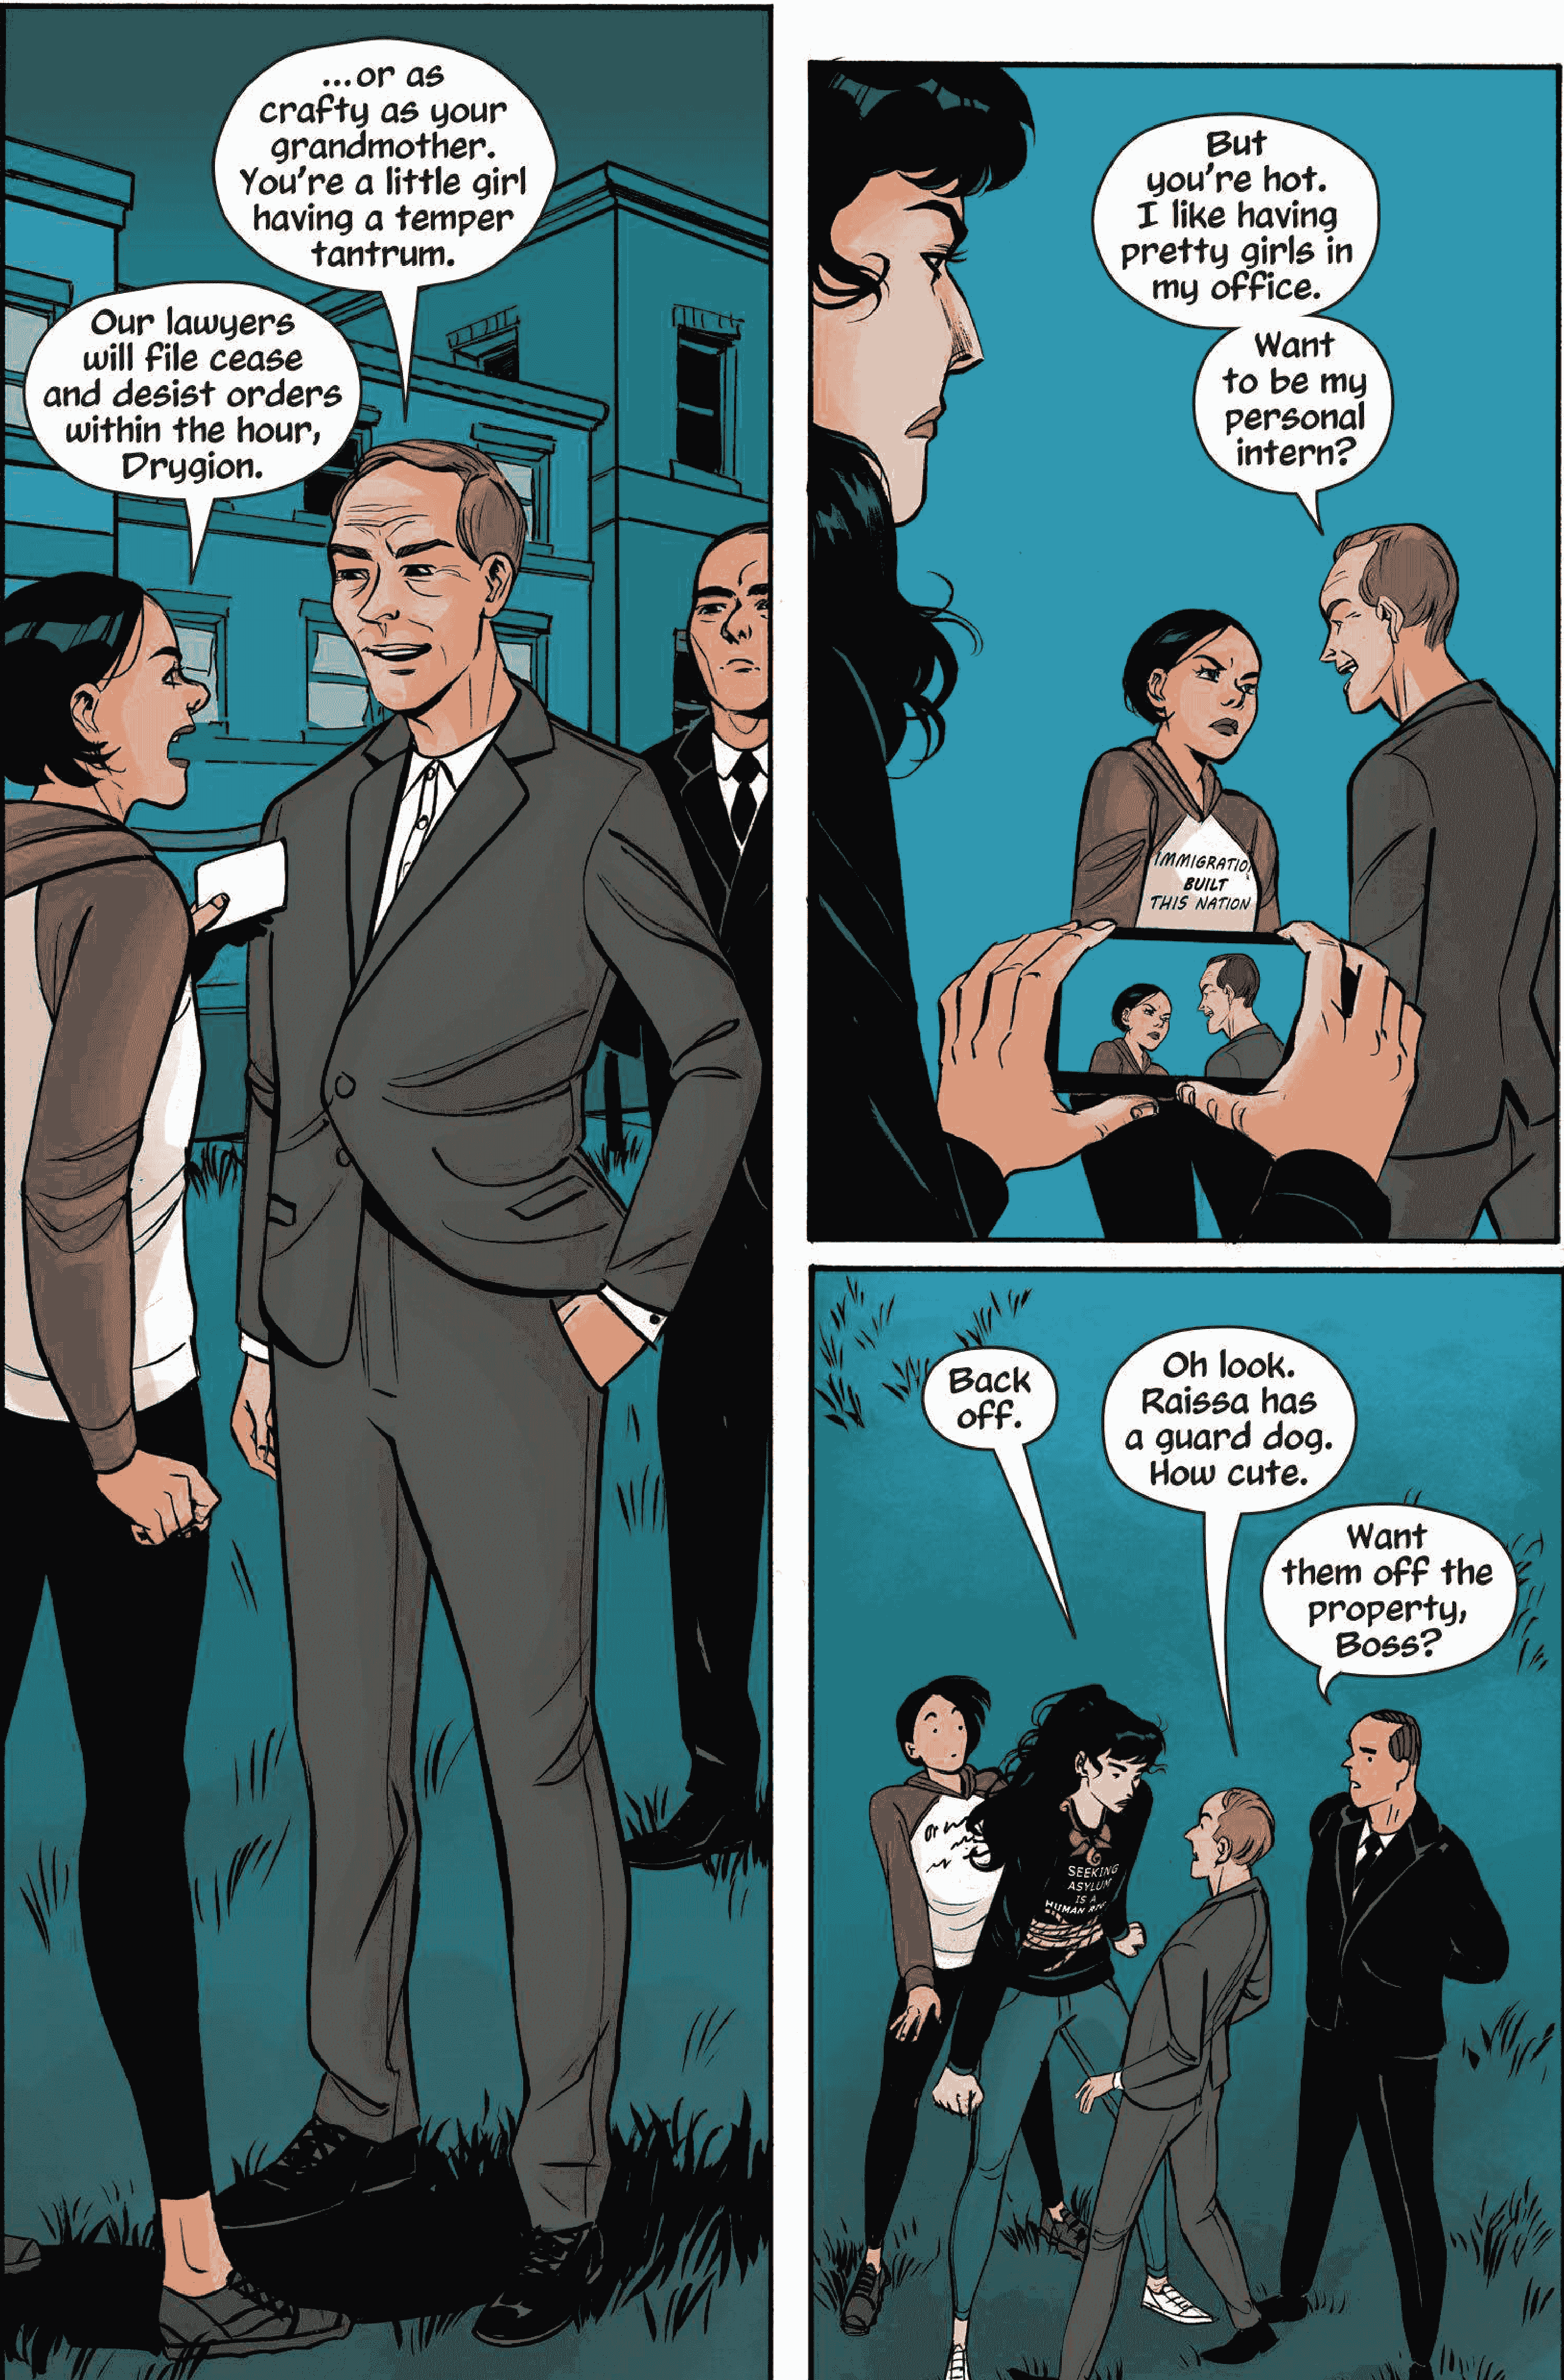 ...or as
crafty as your
grandmother.
You're a little girl
having a temper
tantrum.
Our lawyers
will file cease
and desist orders
within the hour,
Drygion.
But
you're hot.
I like having
pretty girls in
my office.
Want
to be my
personal
intern?
IMMIGRATIO
BUILT
THIS NATION
Back
off.
Oh look.
Raissa has
a guard dog.
How cute.
Want
them off the
property,
Boss?
SEEKING
ASYLUM
IS A
HUMAN